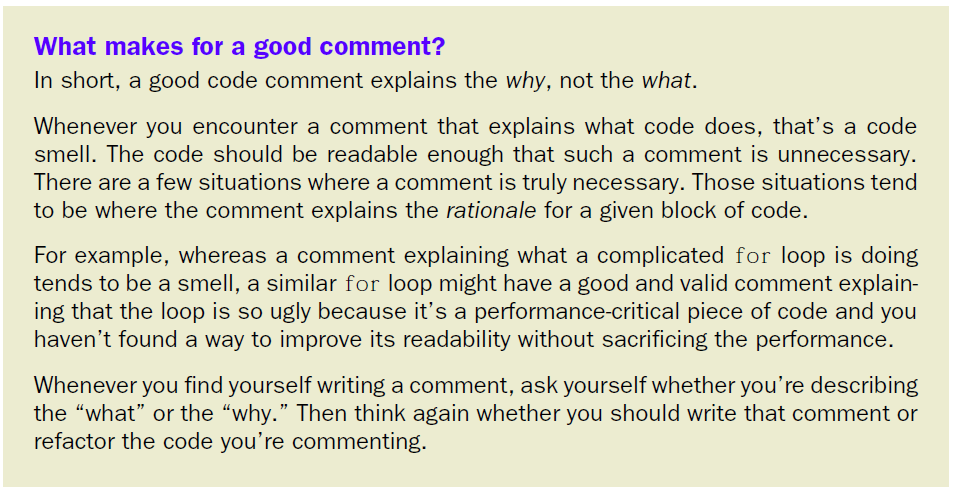 What makes for a good comment?
In short, a good code comment explains the why, not the what.
Whenever you encounter a comment that explains what code does, that's a code
smell. The code should be readable enough that such a comment is unnecessary.
There are a few situations where a comment is truly necessary. Those situations tend
to be where the comment explains the rationale for a given block of code.
For example, whereas a comment explaining what a complicated for loop is doing
tends to be a smell, a similar for loop might have a good and valid comment explain-
ing that the loop is so ugly because it's a performance-critical piece of code and you
haven't found a way to improve its readability without sacrificing the performance.
Whenever you find yourself writing a comment, ask yourself whether you're describing
the “what” or the “why.” Then think again whether you should write that comment or
refactor the code you're commenting.